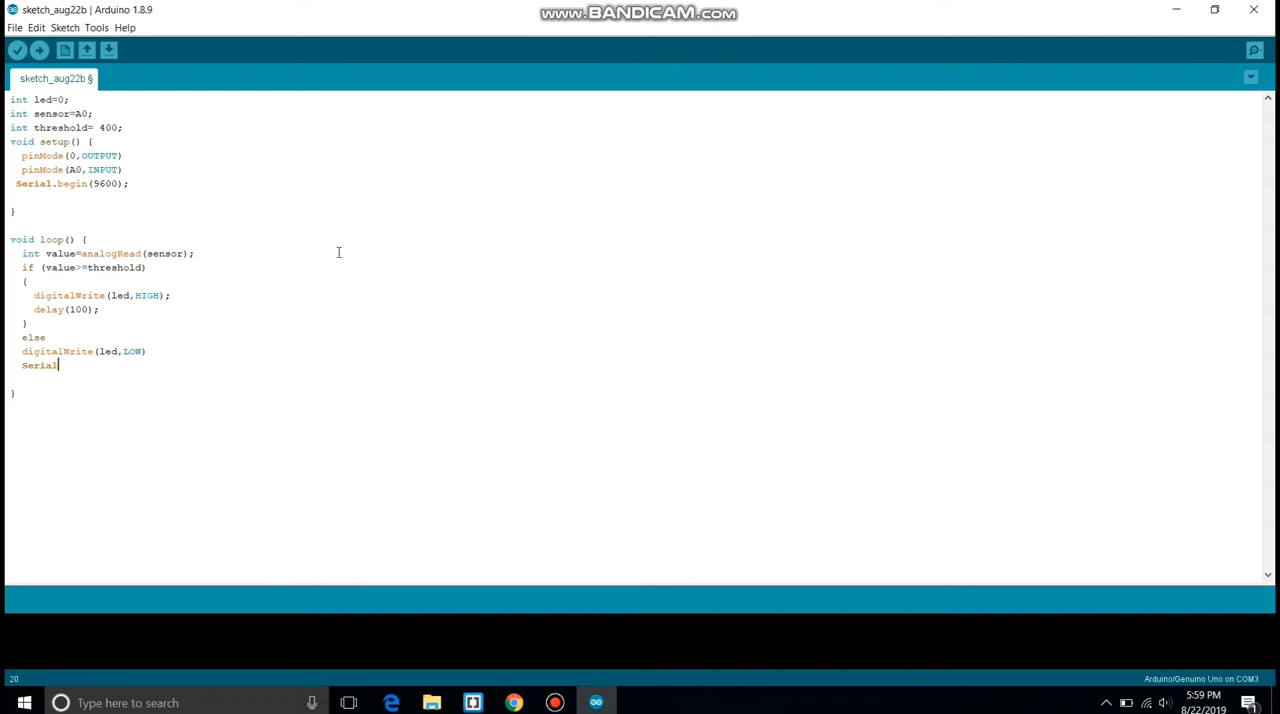 sketch_aug22b | Arduino 1.8.9
www.BANDICAM.com
File Edit Sketch Tools Help
sketch_aug22b §
int led=0;
int sensor=A0;
int threshold= 400;
void setup() {
  pinMode(0,OUTPUT)
  pinMode(A0,INPUT)
 Serial.begin(9600);
}
void loop() {
  int value=analogRead(sensor);
  if (value>=threshold)
  {
    digitalWrite(led,HIGH);
    delay(100);
  }
  else
  digitalWrite(led,LOW)
  Serial
}
20
Arduino/Genuino Uno on COM3
Type here to search
5:59 PM
8/22/2019
1